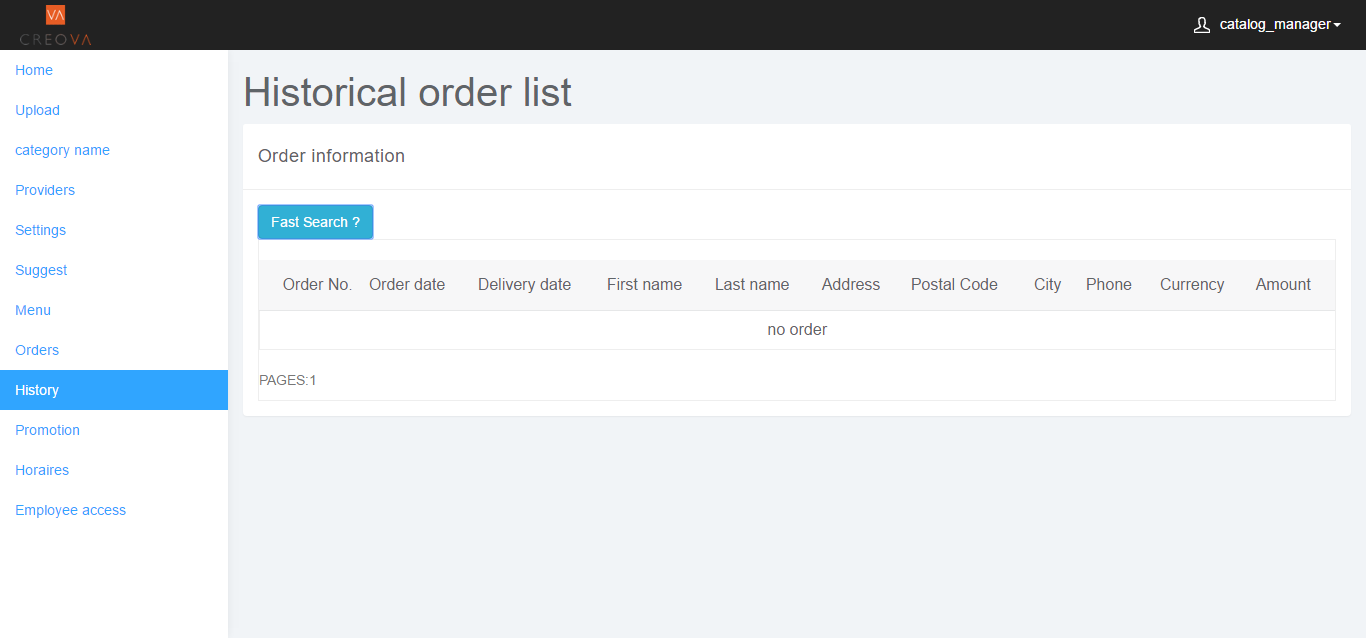 VA
CREOVA
catalog_manager
Home
Upload
category name
Providers
Settings
Suggest
Menu
Orders
History
Promotion
Horaires
Employee access
Historical order list
Order information
Fast Search ?
Order No. Order date Delivery date First name Last name Address Postal Code City Phone Currency Amount
no order
PAGES:1